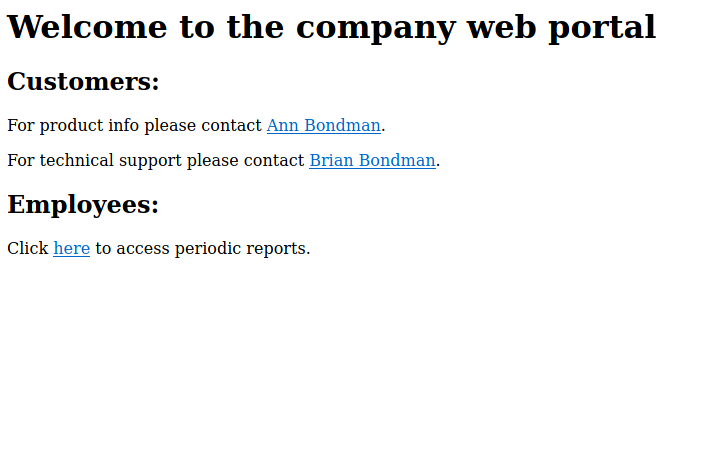 Welcome to the company web portal
Customers:
For product info please contact Ann Bondman.
For technical support please contact Brian Bondman.
Employees:
Click here to access periodic reports.